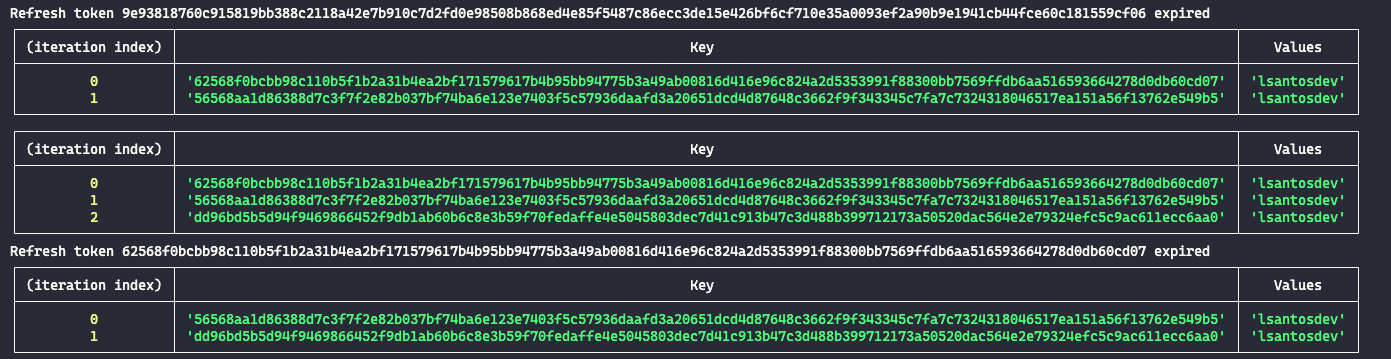 Refresh token 9e93818760c915819bb388c2118a42e7b910c7d2fd0e98508b868ed4e85f5487c86ecc3de15e426bf6cf710e35a0093ef2a90b9e1941cb44fce60c181559cf06 expired
(iteration index) Key Values
0 '62568f0bcbb98c110b5f1b2a31b4ea2bf171579617b4b95bb94775b3a49ab00816d416e96c824a2d5353991f88300bb7569ffdb6aa516593664278d0db60cd07' 'lsantosdev'
1 '56568aa1d86388d7c3f7f2e82b037bf74ba6e123e7403f5c57936daafd3a20651dcd4d87648c3662f9f343345c7fa7c7324318046517ea151a56f13762e549b5' 'lsantosdev'
(iteration index) Key Values
0 '62568f0bcbb98c110b5f1b2a31b4ea2bf171579617b4b95bb94775b3a49ab00816d416e96c824a2d5353991f88300bb7569ffdb6aa516593664278d0db60cd07' 'lsantosdev'
1 '56568aa1d86388d7c3f7f2e82b037bf74ba6e123e7403f5c57936daafd3a20651dcd4d87648c3662f9f343345c7fa7c7324318046517ea151a56f13762e549b5' 'lsantosdev'
2 'dd96bd5b5d94f9469866452f9db1ab60b6c8e3b59f70fedaffe4e5045803dec7d41c913b47c3d488b399712173a50520dac564e2e79324efc5c9ac611ecc6aa0' 'lsantosdev'
Refresh token 62568f0bcbb98c110b5f1b2a31b4ea2bf171579617b4b95bb94775b3a49ab00816d416e96c824a2d5353991f88300bb7569ffdb6aa516593664278d0db60cd07 expired
(iteration index) Key Values
0 '56568aa1d86388d7c3f7f2e82b037bf74ba6e123e7403f5c57936daafd3a20651dcd4d87648c3662f9f343345c7fa7c7324318046517ea151a56f13762e549b5' 'lsantosdev'
1 'dd96bd5b5d94f9469866452f9db1ab60b6c8e3b59f70fedaffe4e5045803dec7d41c913b47c3d488b399712173a50520dac564e2e79324efc5c9ac611ecc6aa0' 'lsantosdev'